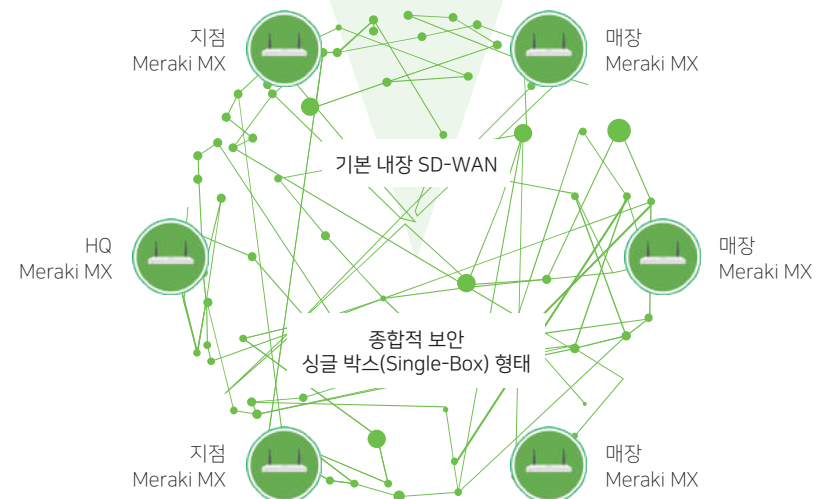 지점
Meraki MX
매장
Meraki MX
기본 내장 SD-WAN
HQ
Meraki MX
매장
Meraki MX
종합적 보안
싱글 박스(Single-Box) 형태
지점
Meraki MX
매장
Meraki MX